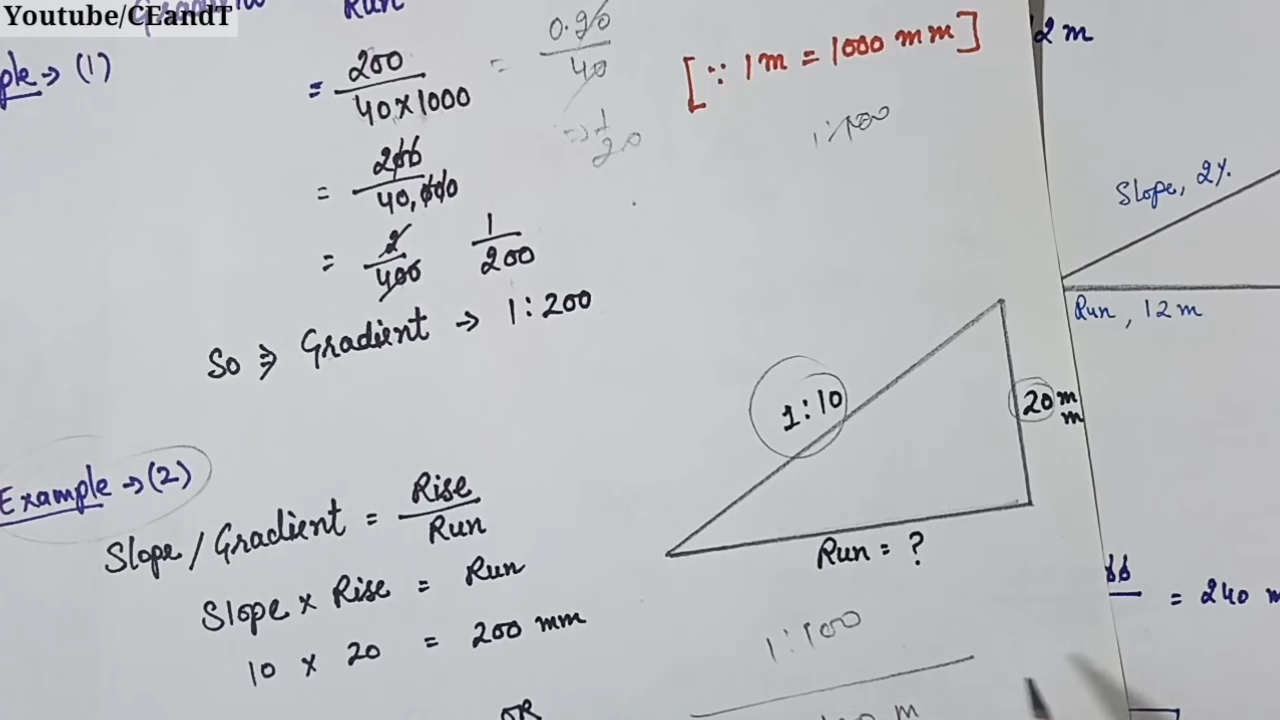 Youtube/CEandT
Run
(1)
= 200 / 40×1000 = 0.20 / 40
[∵ 1m = 1000 mm]
2 m
1:100
⇒ 1 / 20
= 200 / 40,000
Slope, 2%
= 2 / 400 1 / 200
So ⇒ Gradient → 1:200
Run, 12 m
1:10
20 mm
Example → (2)
Slope / Gradient = Rise / Run
Run = ?
Slope × Rise = Run
= 240 m
10 × 20 = 200 mm
1:100
OR
m